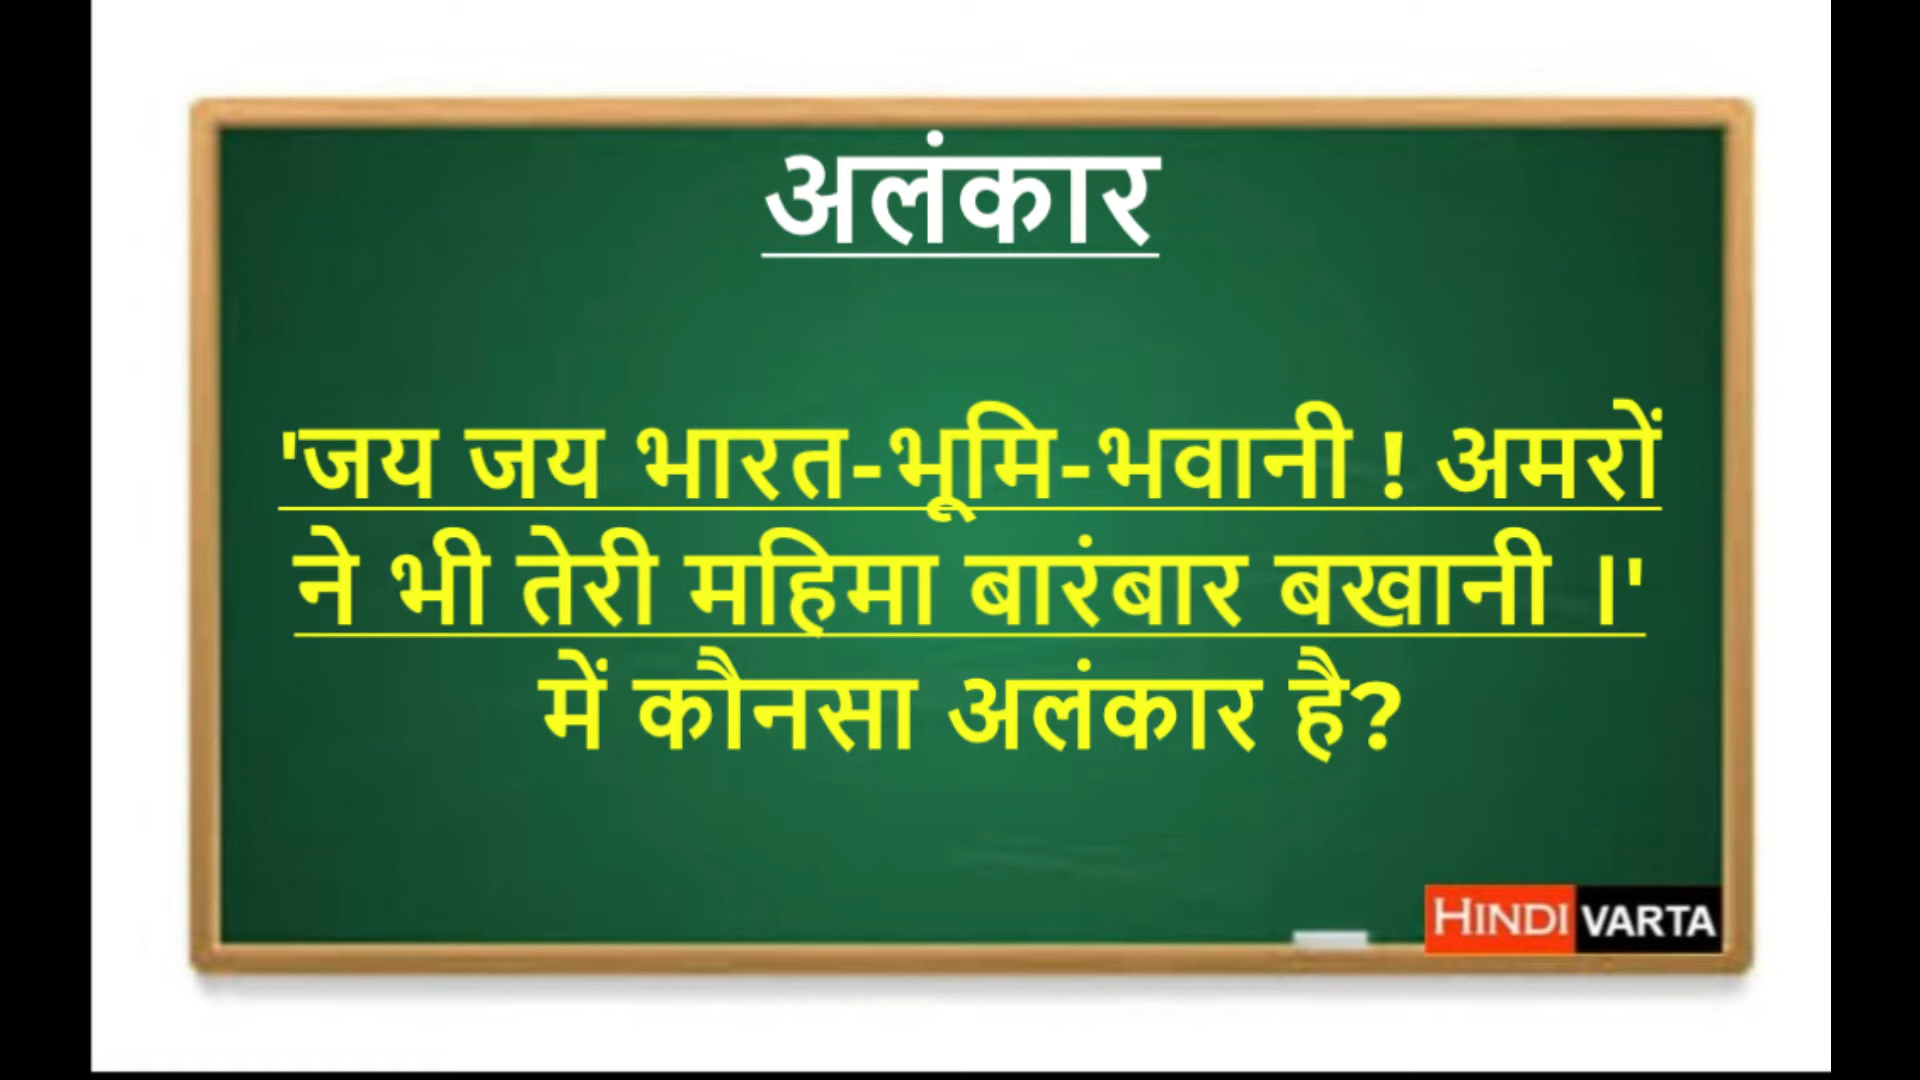 अलंकार
'जय जय भारत-भूमि-भवानी ! अमरों
ने भी तेरी महिमा बारंबार बखानी ।'
में कौनसा अलंकार है?
HINDI VARTA